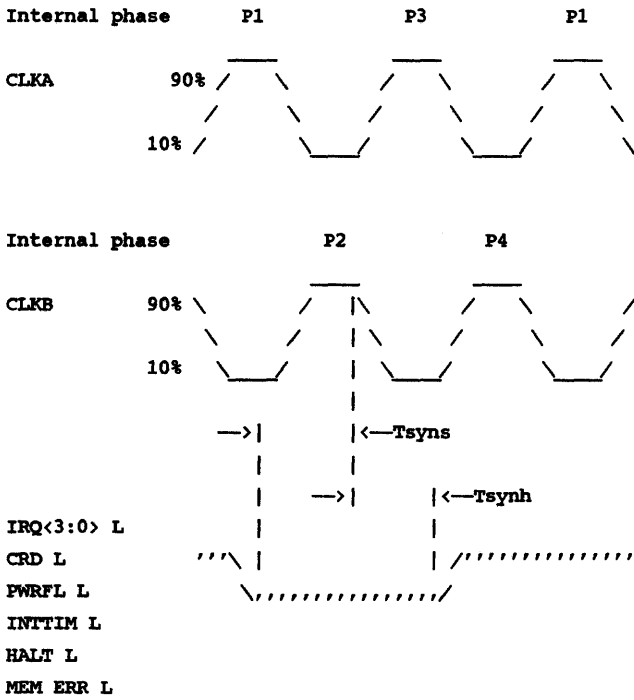 Internal phase P1 P3 P1
CLKA 90%
10%
Internal phase P2 P4
CLKB 90%
10%
-->| |<--Tsyns
-->| |<--Tsynh
IRQ<3:0> L
CRD L
PWRFL L
INTTIM L
HALT L
MEM ERR L